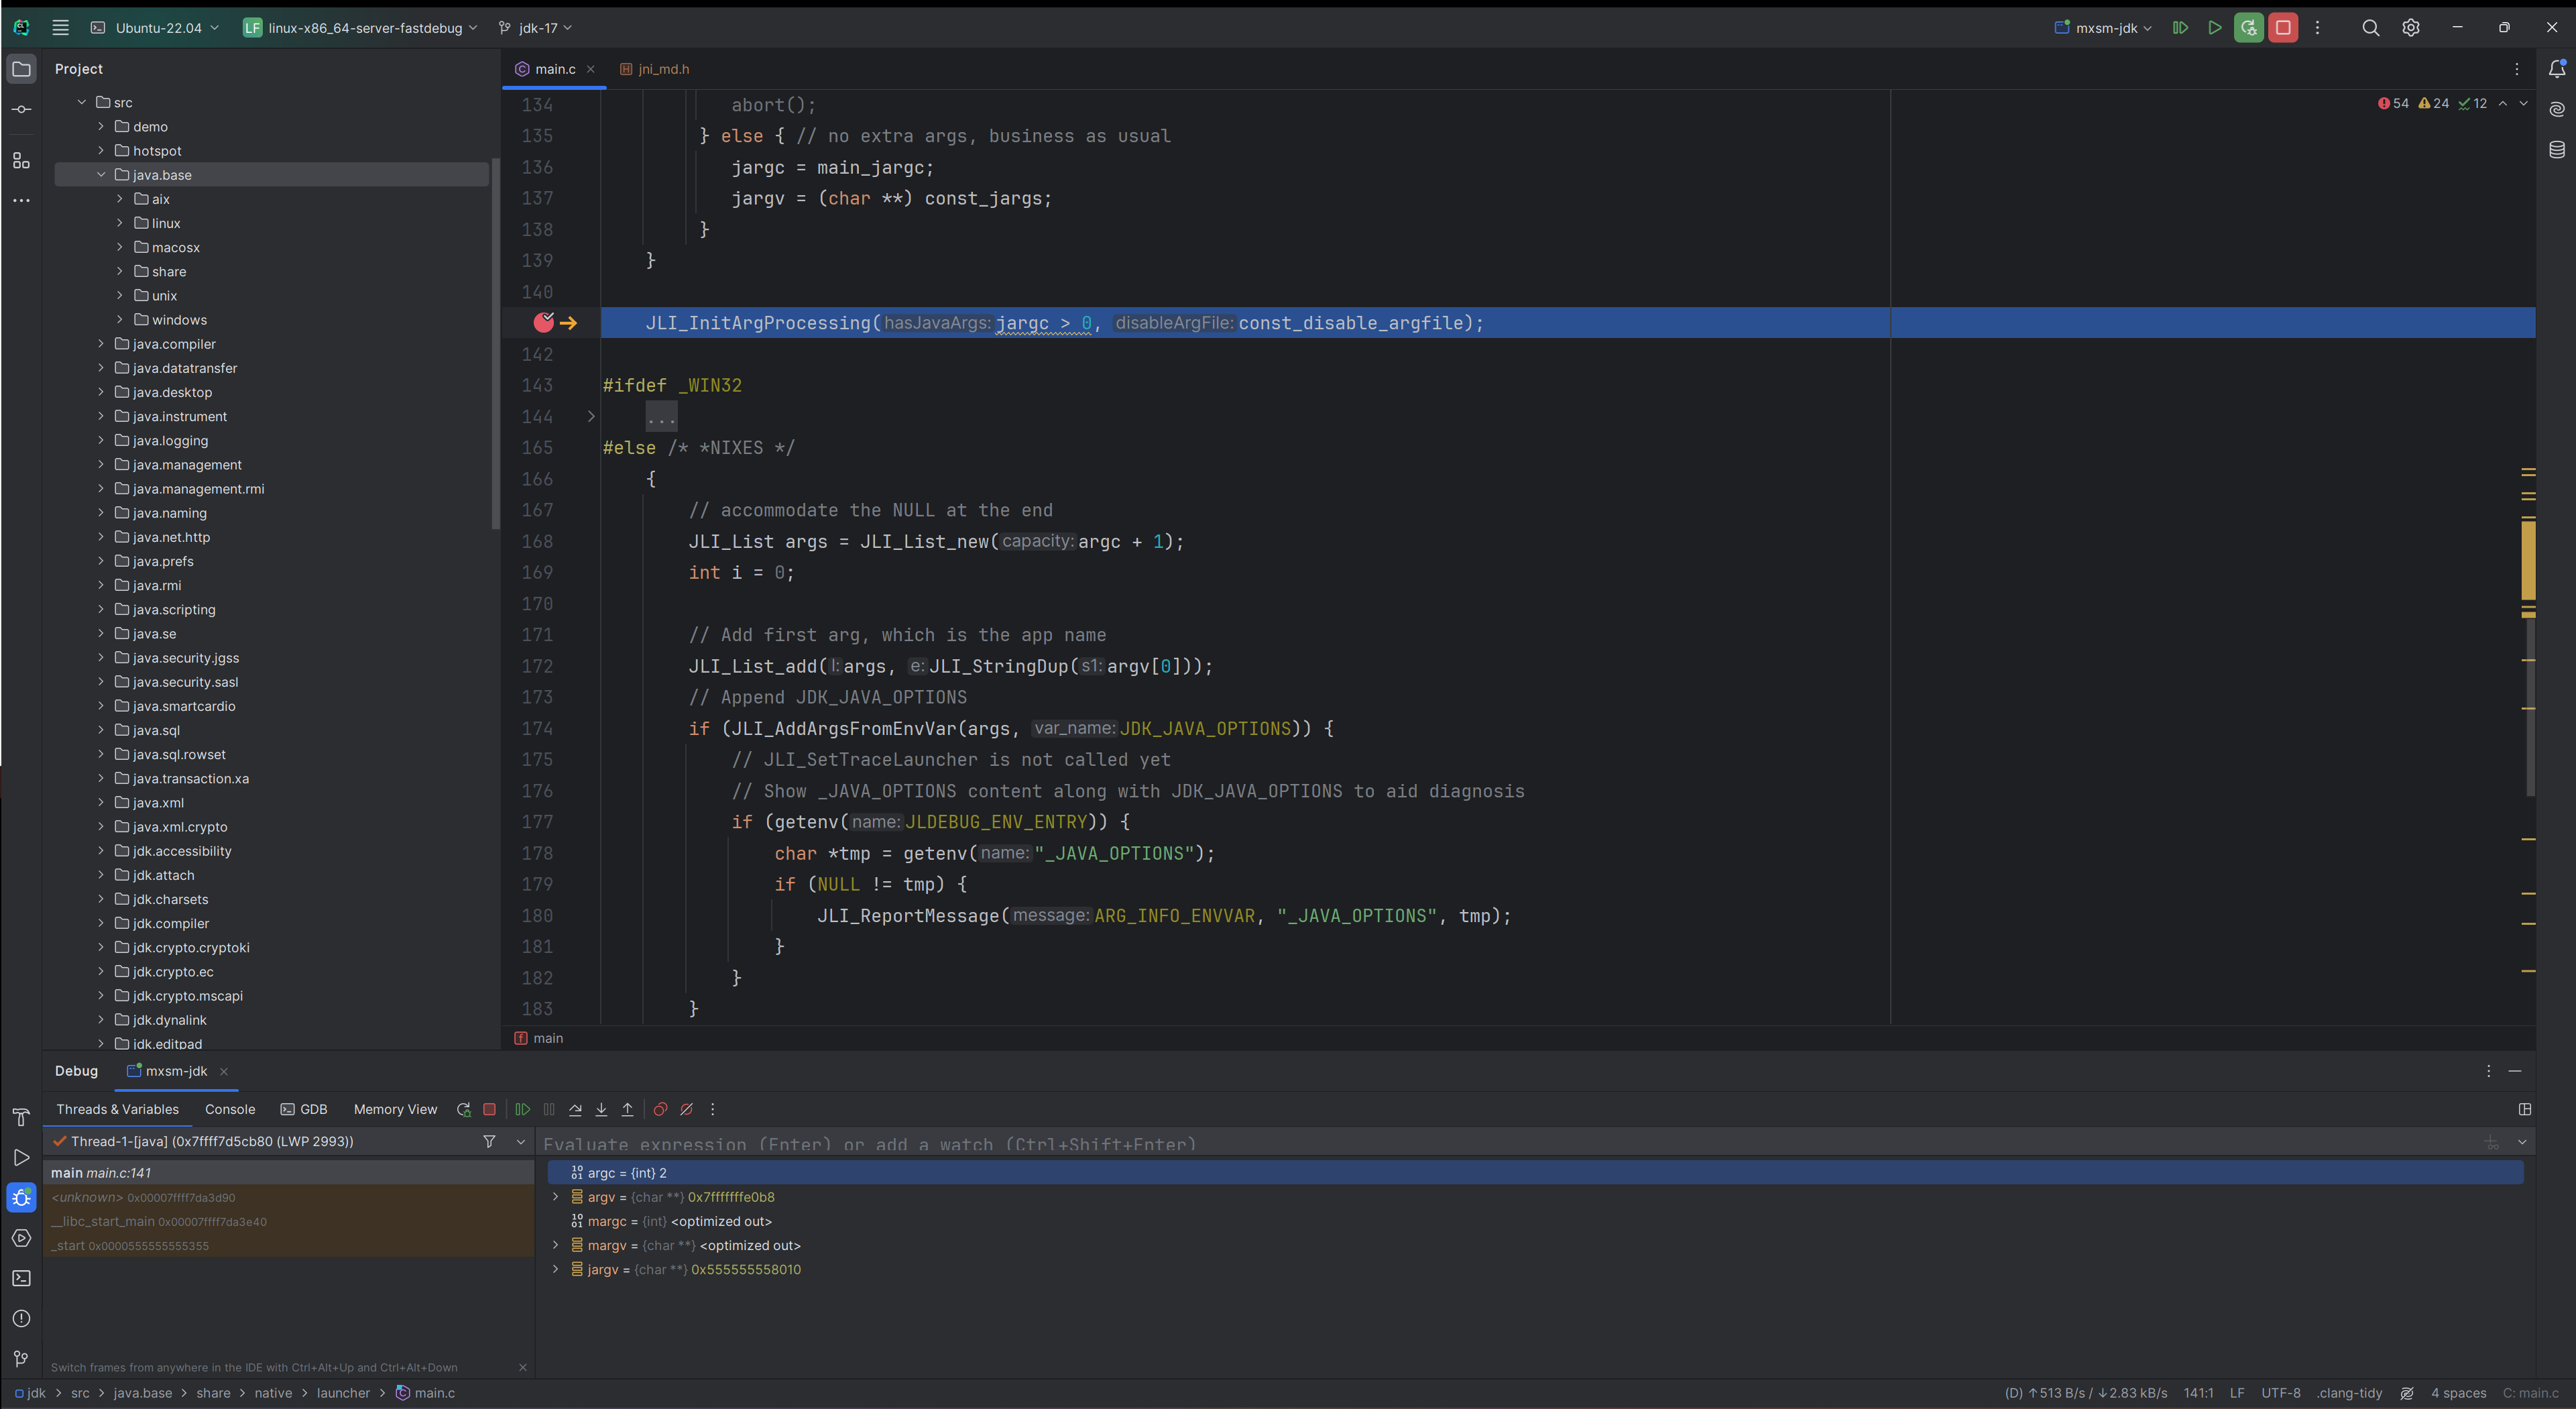 Ubuntu-22.04 LF linux-x86_64-server-fastdebug jdk-17 mxsm-jdk
Project
src
demo
hotspot
java.base
aix
linux
macosx
share
unix
windows
java.compiler
java.datatransfer
java.desktop
java.instrument
java.logging
java.management
java.management.rmi
java.naming
java.net.http
java.prefs
java.rmi
java.scripting
java.se
java.security.jgss
java.security.sasl
java.smartcardio
java.sql
java.sql.rowset
java.transaction.xa
java.xml
java.xml.crypto
jdk.accessibility
jdk.attach
jdk.charsets
jdk.compiler
jdk.crypto.cryptoki
jdk.crypto.ec
jdk.crypto.mscapi
jdk.dynalink
jdk.editpad
main.c jni_md.h
54 24 12
134 abort();
135 } else { // no extra args, business as usual
136 jargc = main_jargc;
137 jargv = (char **) const_jargs;
138 }
139 }
140
JLI_InitArgProcessing( hasJavaArgs: jargc > 0, disableArgFile: const_disable_argfile);
142
143 #ifdef _WIN32
144 ...
165 #else /* *NIXES */
166 {
167 // accommodate the NULL at the end
168 JLI_List args = JLI_List_new( capacity: argc + 1);
169 int i = 0;
170
171 // Add first arg, which is the app name
172 JLI_List_add( l: args, e: JLI_StringDup( s1: argv[0]));
173 // Append JDK_JAVA_OPTIONS
174 if (JLI_AddArgsFromEnvVar(args, var_name: JDK_JAVA_OPTIONS)) {
175 // JLI_SetTraceLauncher is not called yet
176 // Show _JAVA_OPTIONS content along with JDK_JAVA_OPTIONS to aid diagnosis
177 if (getenv( name: JLDEBUG_ENV_ENTRY)) {
178 char *tmp = getenv( name: "_JAVA_OPTIONS");
179 if (NULL != tmp) {
180 JLI_ReportMessage( message: ARG_INFO_ENVVAR, "_JAVA_OPTIONS", tmp);
181 }
182 }
183 }
f main
Debug mxsm-jdk
Threads & Variables Console GDB Memory View
Thread-1-[java] (0x7ffff7d5cb80 (LWP 2993))
main main.c:141
<unknown> 0x00007ffff7da3d90
__libc_start_main 0x00007ffff7da3e40
_start 0x0000555555555355
Switch frames from anywhere in the IDE with Ctrl+Alt+Up and Ctrl+Alt+Down
Evaluate expression (Enter) or add a watch (Ctrl+Shift+Enter)
argc = {int} 2
argv = {char **} 0x7fffffffe0b8
margc = {int} <optimized out>
margv = {char **} <optimized out>
jargv = {char **} 0x555555558010
jdk > src > java.base > share > native > launcher > main.c
(D) ↑513 B/s / ↓2.83 kB/s 141:1 LF UTF-8 .clang-tidy 4 spaces C: main.c